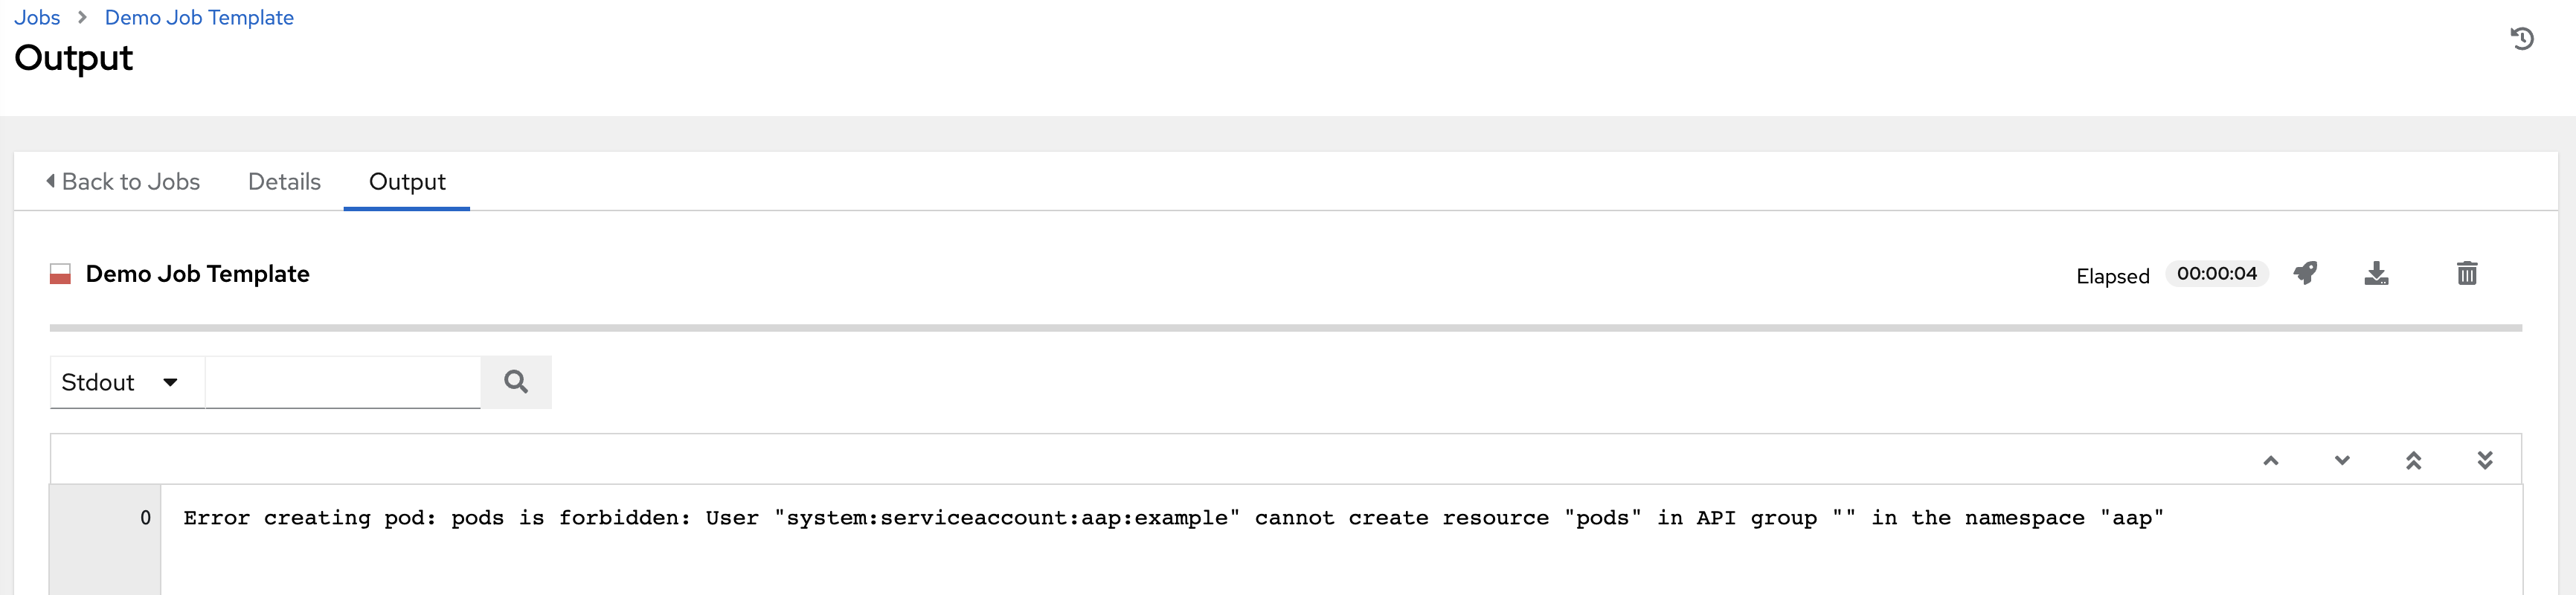 Jobs > Demo Job Template
Output
Back to Jobs Details Output
Demo Job Template Elapsed 00:00:04
Stdout
0 Error creating pod: pods is forbidden: User "system:serviceaccount:aap:example" cannot create resource "pods" in API group "" in the namespace "aap"